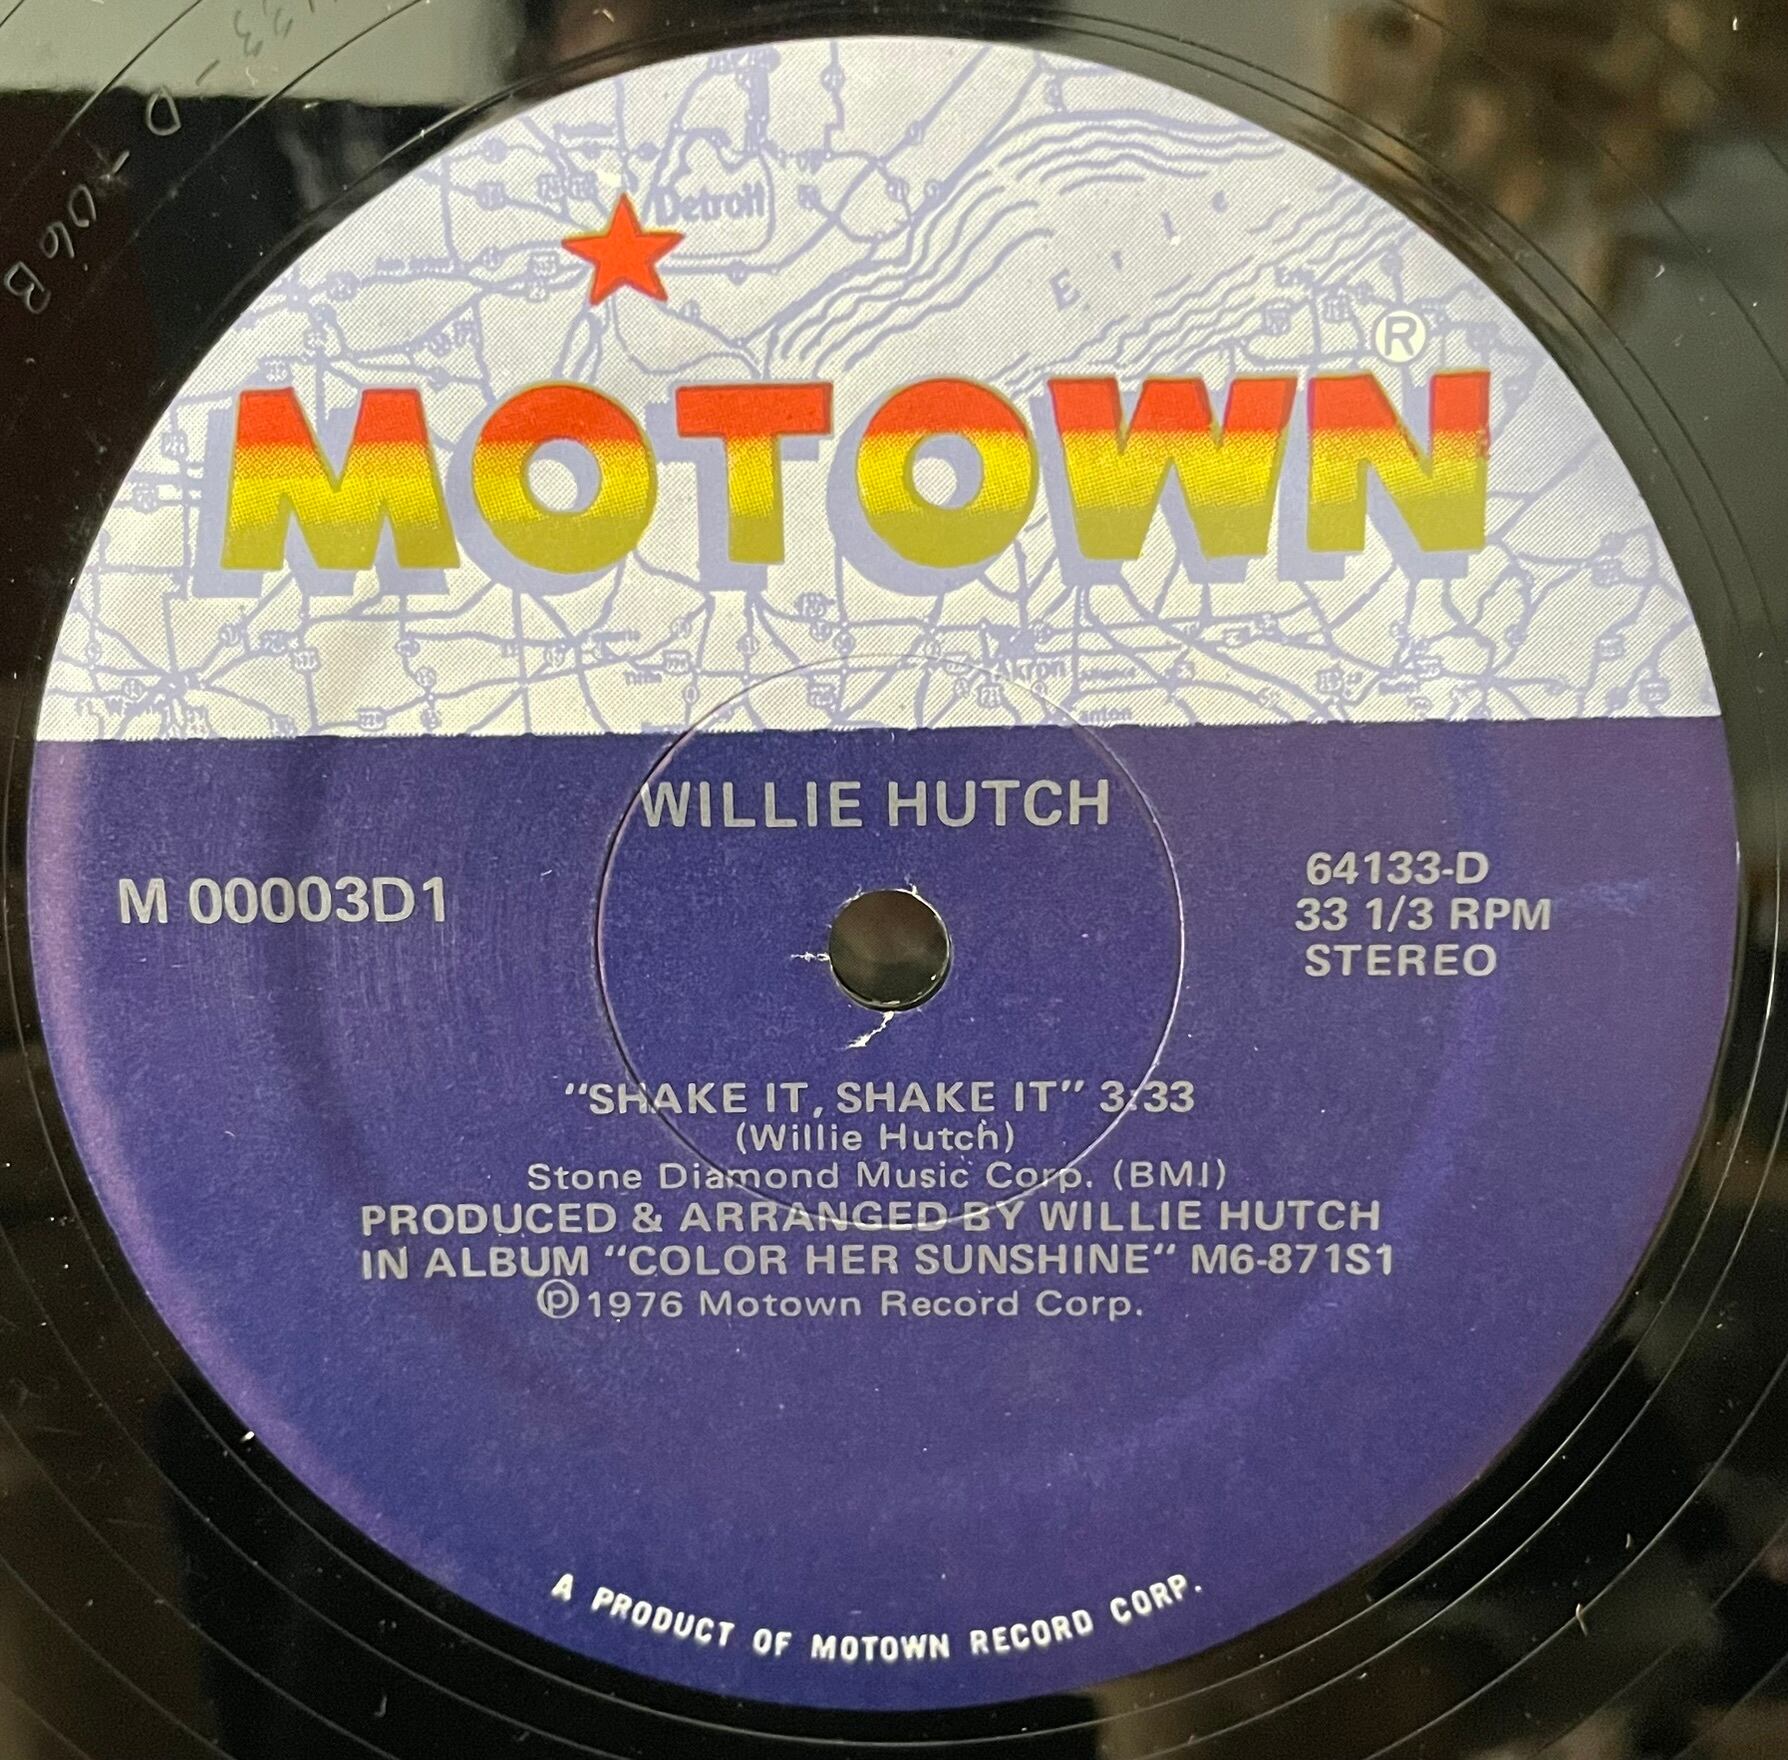 Detroit
E r i e
®
MOTOWN
Akron
WILLIE HUTCH
M 00003D1
64133-D
33 1/3 RPM
STEREO
"SHAKE IT, SHAKE IT" 3:33
(Willie Hutch)
Stone Diamond Music Corp. (BMI)
PRODUCED & ARRANGED BY WILLIE HUTCH
IN ALBUM "COLOR HER SUNSHINE" M6-871S1
℗1976 Motown Record Corp.
A PRODUCT OF MOTOWN RECORD CORP.